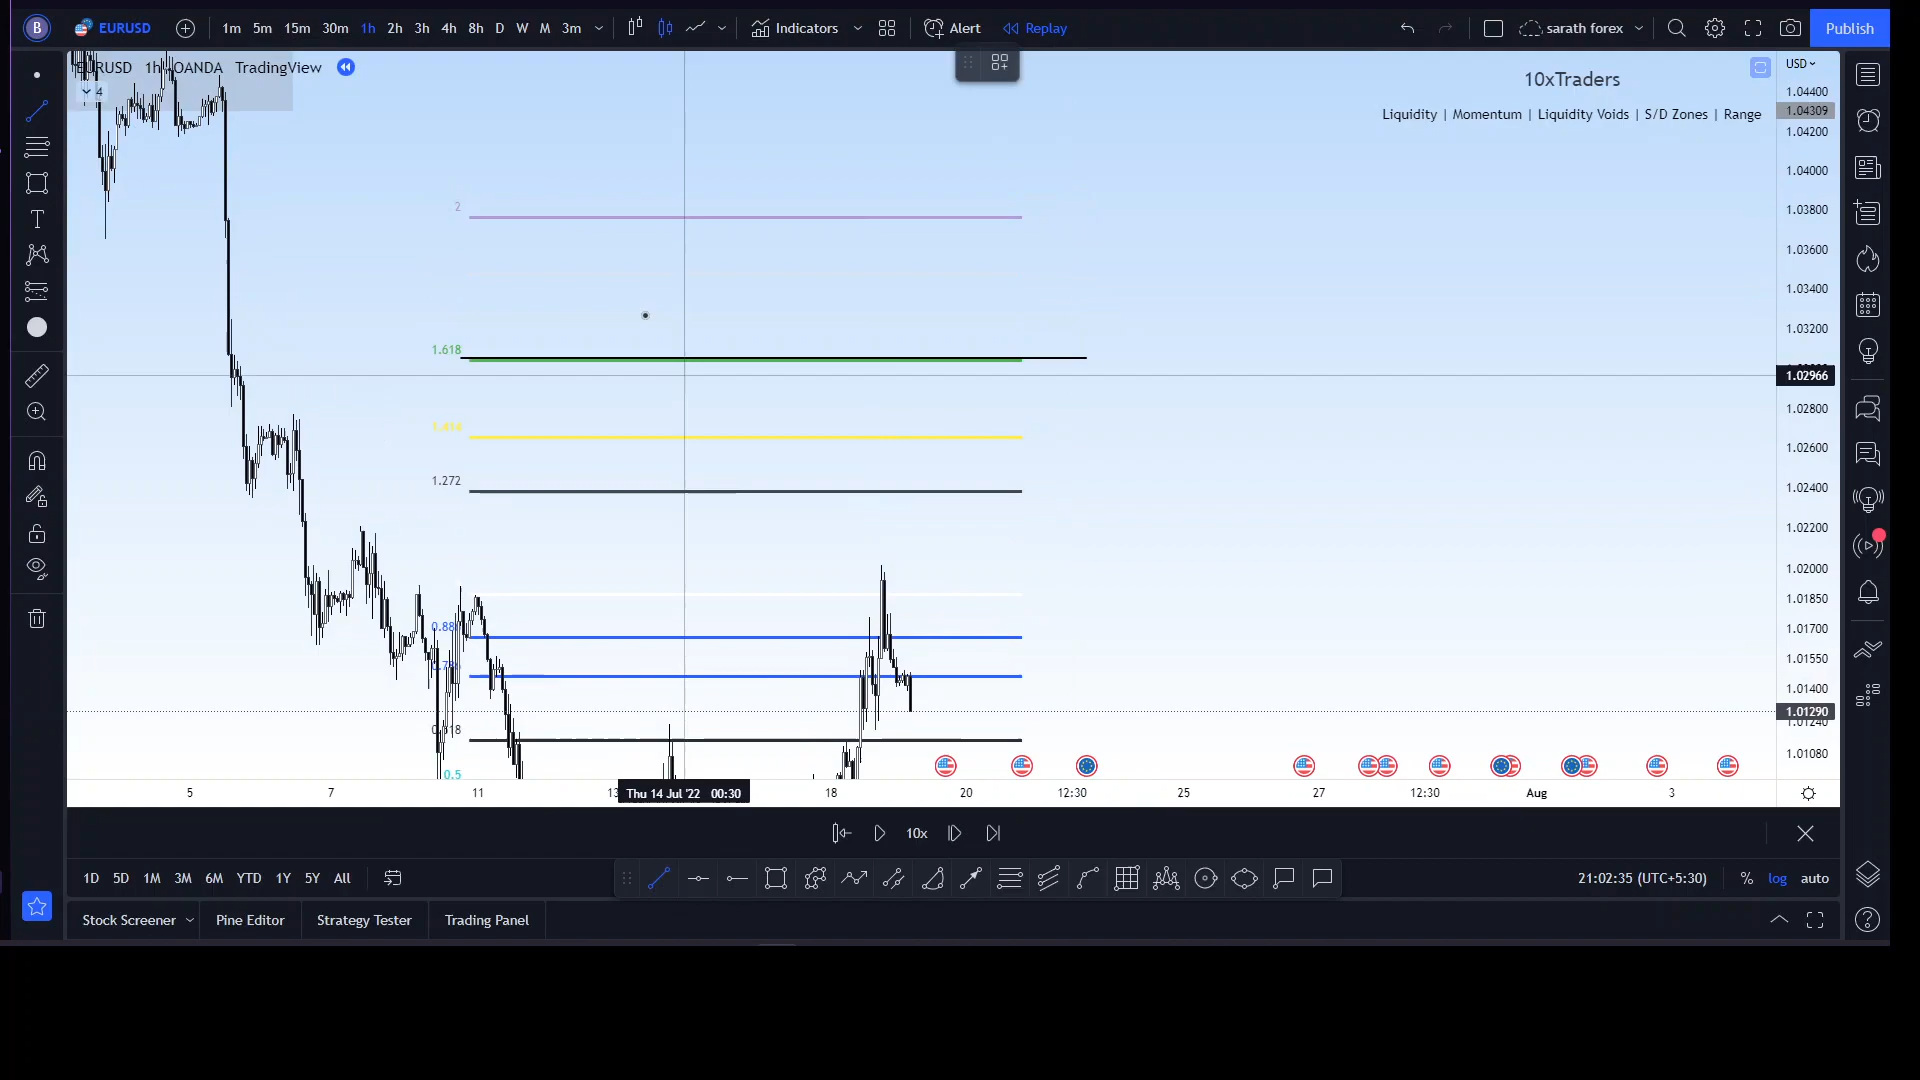 B EURUSD 1m 5m 15m 30m 1h 2h 3h 4h 8h D W M 3m Indicators Alert Replay sarath forex Publish
EURUSD 1h OANDA TradingView
4
10xTraders
Liquidity | Momentum | Liquidity Voids | S/D Zones | Range
USD
1.04400
1.04309
1.04200
1.04000
1.03800
1.03600
1.03400
1.03200
1.02966
1.02800
1.02600
1.02400
1.02200
1.02000
1.01850
1.01700
1.01550
1.01400
1.01290
1.01240
1.01080
2
1.618
1.272
0.5
5 7 11 Thu 14 Jul '22 00:30 18 20 12:30 25 27 12:30 Aug 3
10x
1D 5D 1M 3M 6M YTD 1Y 5Y All 21:02:35 (UTC+5:30) % log auto
Stock Screener Pine Editor Strategy Tester Trading Panel